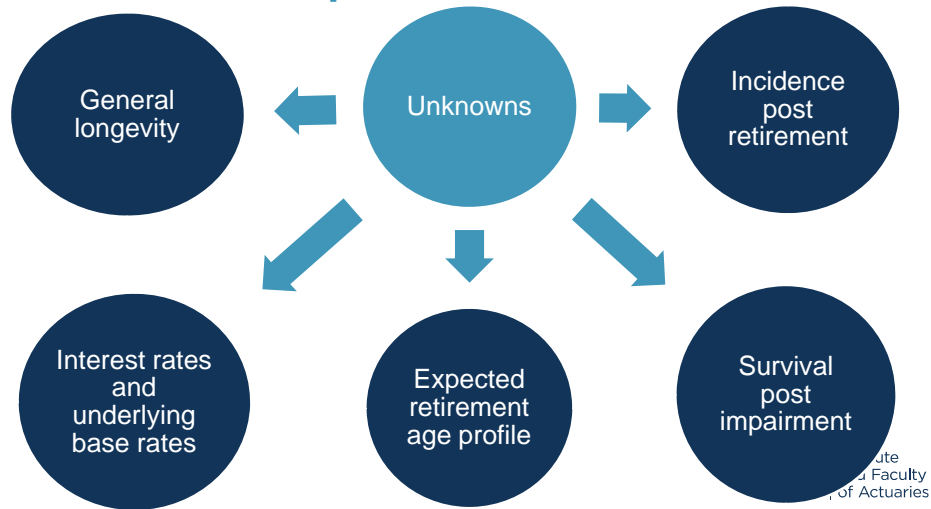 General
longevity
Unknowns
Incidence
post
retirement
Interest rates
and
underlying
base rates
Expected
retirement
age profile
Survival
post
impairment
Faculty
of Actuaries